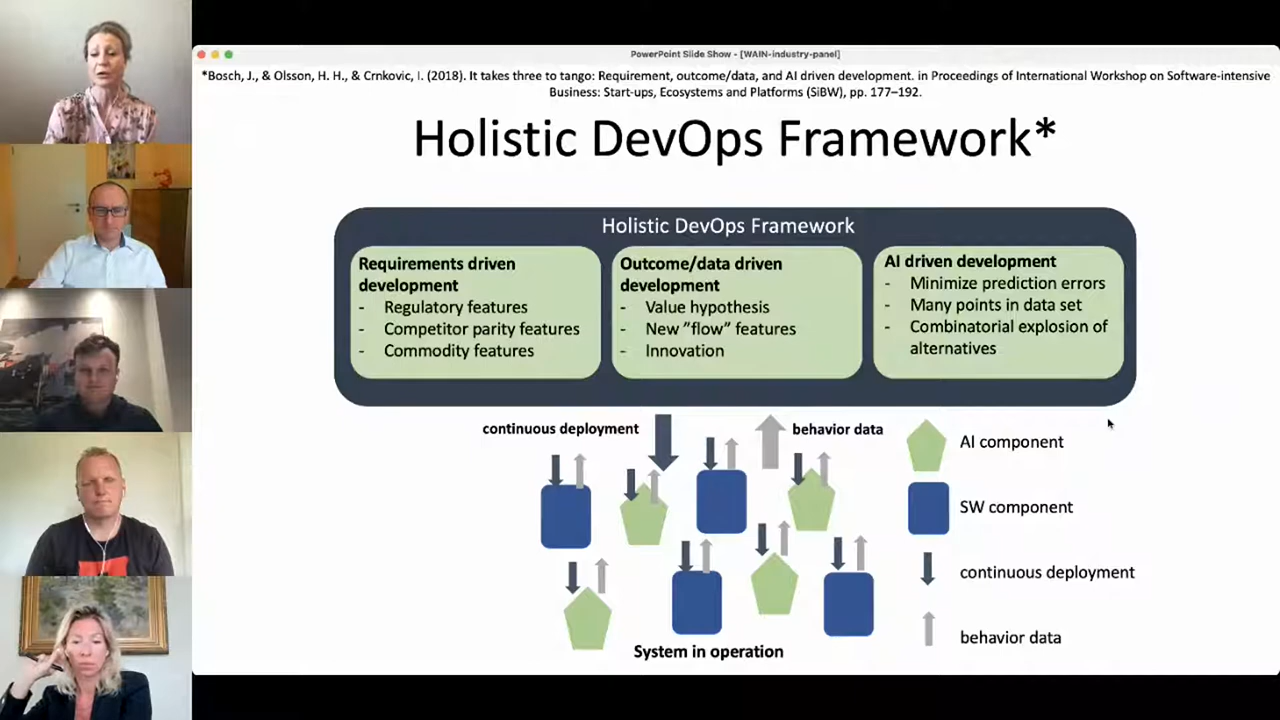 PowerPoint Slide Show - [WAIN-industry-panel]
*Bosch, J., & Olsson, H. H., & Crnkovic, I. (2018). It takes three to tango: Requirement, outcome/data, and AI driven development. in Proceedings of International Workshop on Software-intensive
Business: Start-ups, Ecosystems and Platforms (SiBW), pp. 177–192.
Holistic DevOps Framework*
Holistic DevOps Framework
Requirements driven
development
- Regulatory features
- Competitor parity features
- Commodity features
Outcome/data driven
development
- Value hypothesis
- New ”flow” features
- Innovation
AI driven development
- Minimize prediction errors
- Many points in data set
- Combinatorial explosion of
alternatives
continuous deployment
behavior data
AI component
SW component
continuous deployment
behavior data
System in operation